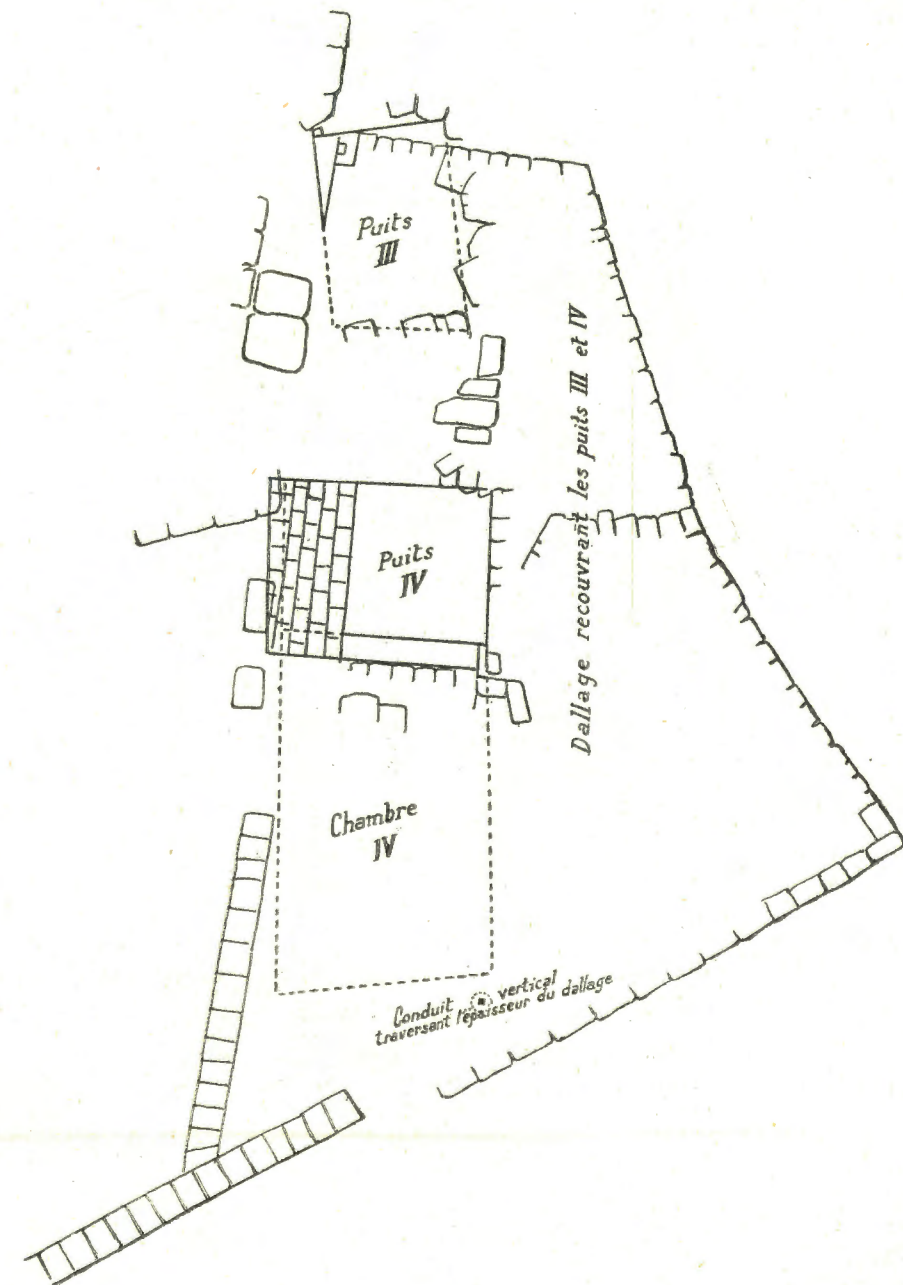 Puits
III
Dallage recouvrant les puits III et IV
Puits
IV
Chambre
IV
Conduit vertical
traversant l'épaisseur du dallage